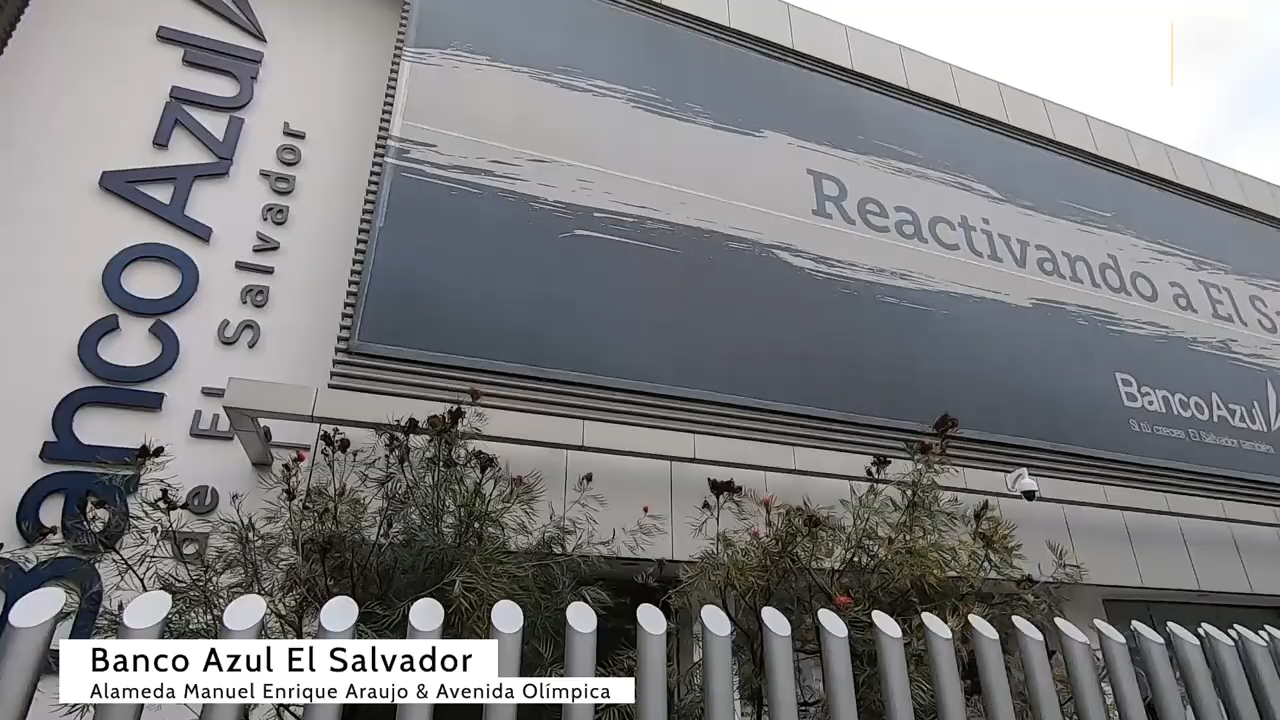 BancoAzul
de El Salvador
Reactivando a El S
BancoAzul
Si tú creces, El Salvador también.
Banco Azul El Salvador
Alameda Manuel Enrique Araujo & Avenida Olímpica